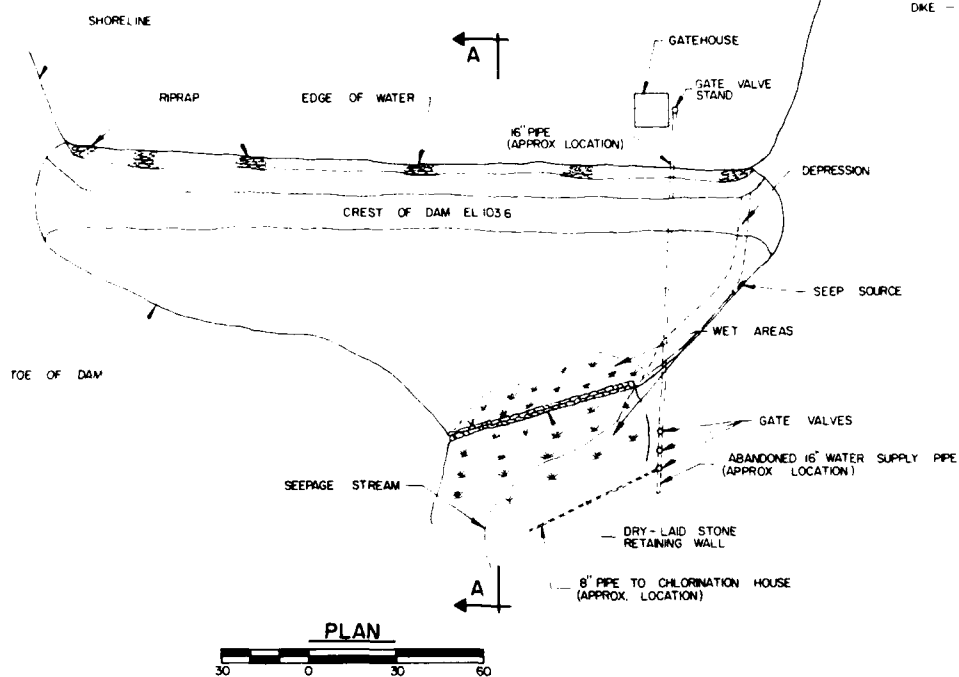 DIKE –
SHORELINE
A
GATEHOUSE
RIPRAP
EDGE OF WATER
GATE VALVE
STAND
16" PIPE
(APPROX LOCATION)
DEPRESSION
CREST OF DAM EL 103.6
SEEP SOURCE
WET AREAS
TOE OF DAM
GATE VALVES
ABANDONED 16" WATER SUPPLY PIPE
(APPROX LOCATION)
SEEPAGE STREAM
DRY-LAID STONE
RETAINING WALL
8" PIPE TO CHLORINATION HOUSE
(APPROX. LOCATION)
A
PLAN
30 0 30 60